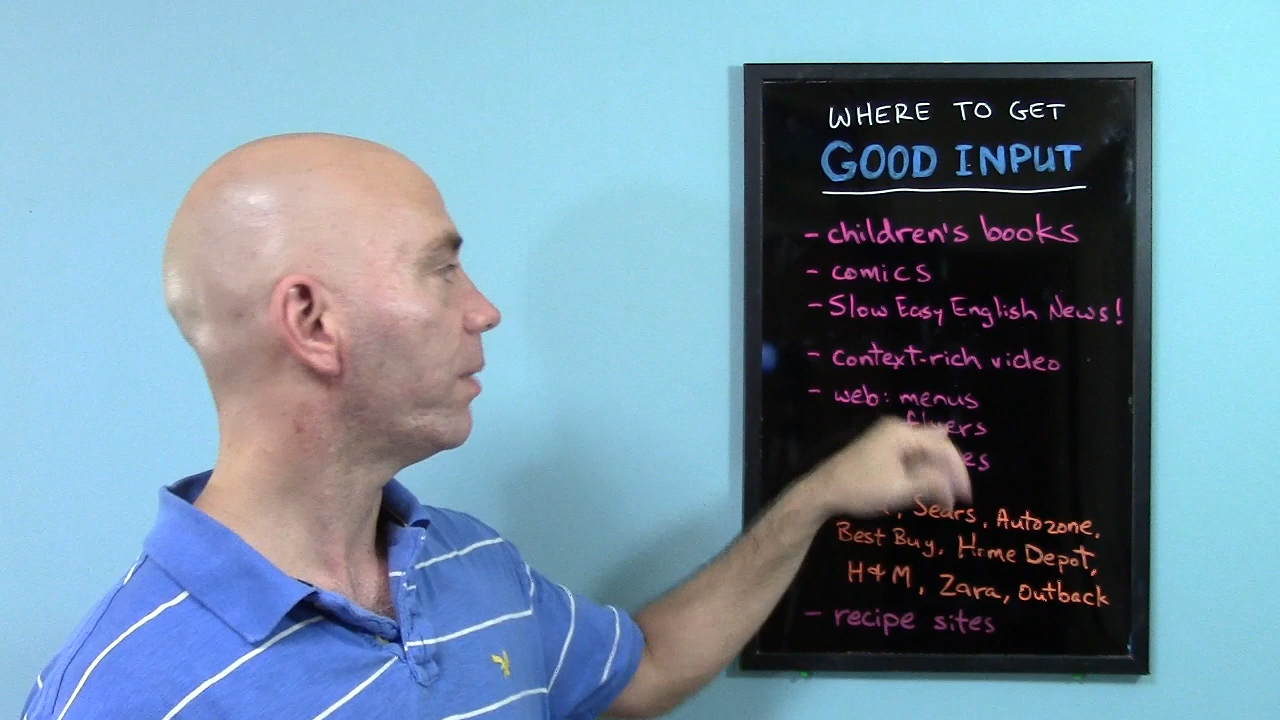 WHERE TO GET
GOOD INPUT
- children's books
- comics
- Slow Easy English News!
- context-rich video
- web: menus
flyers
Sears, Autozone,
Best Buy, Home Depot,
H&M, Zara, Outback
- recipe sites